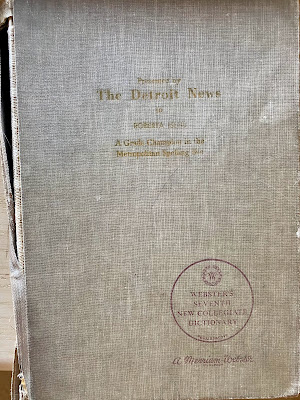 Presented by
The Detroit News
TO
ROBERTA
A Grade Champion in the
Metropolitan Spelling Bee
WEBSTER'S
SEVENTH
NEW COLLEGIATE
DICTIONARY
A Merriam-Webster